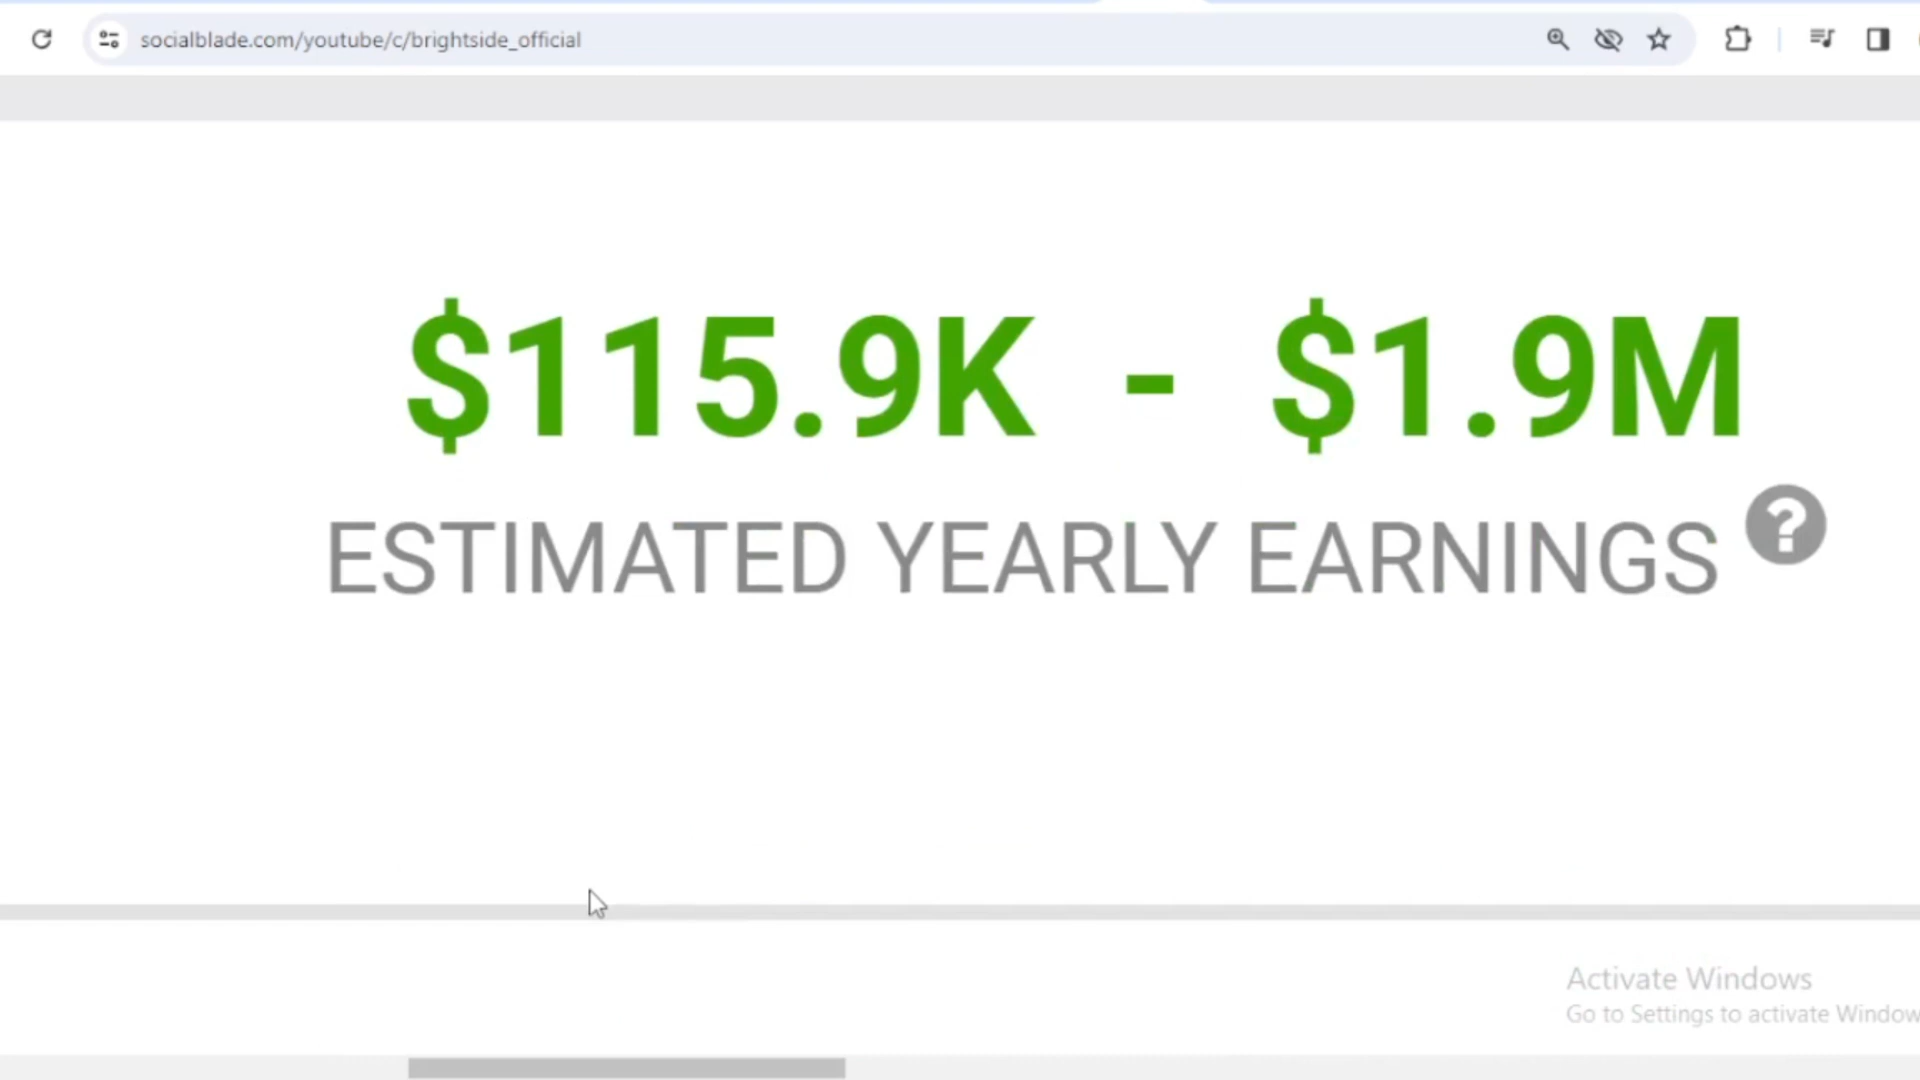 socialblade.com/youtube/c/brightside_official
$115.9K - $1.9M
ESTIMATED YEARLY EARNINGS ?
Activate Windows
Go to Settings to activate Window